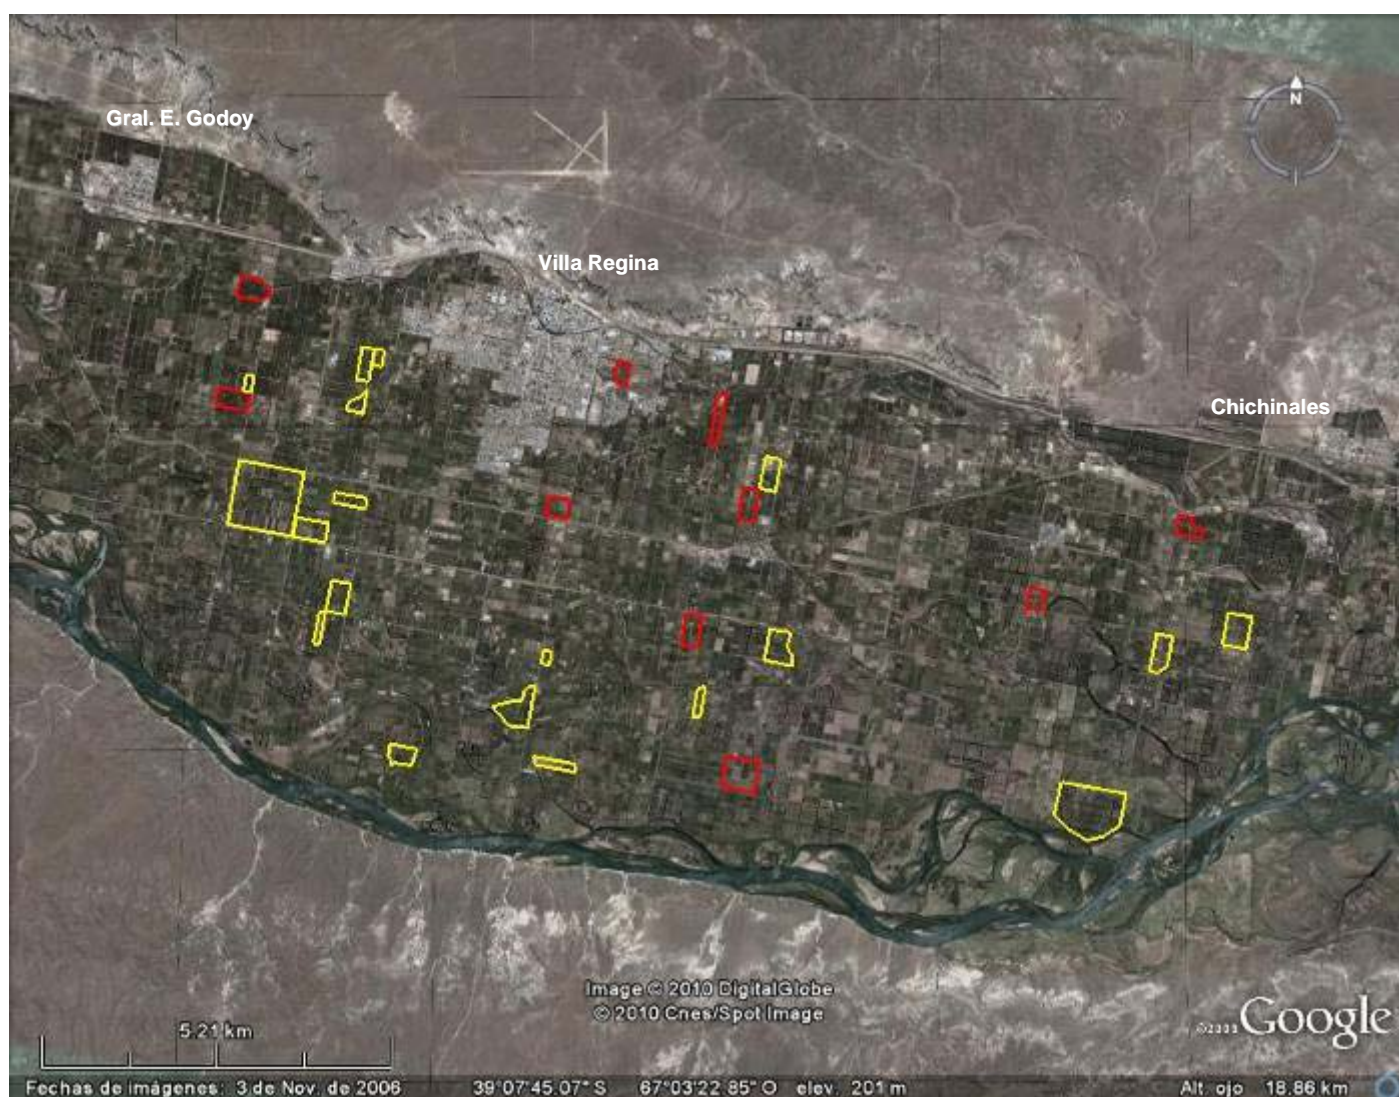 Gral. E. Godoy
N
Villa Regina
Chichinales
Image © 2010 DigitalGlobe
© 2010 Cnes/Spot Image
5.21 km
Google
Fechas de imágenes: 3 de Nov. de 2006 39°07'45.07" S 67°03'22.85" O elev. 201 m Alt. ojo 18.86 km